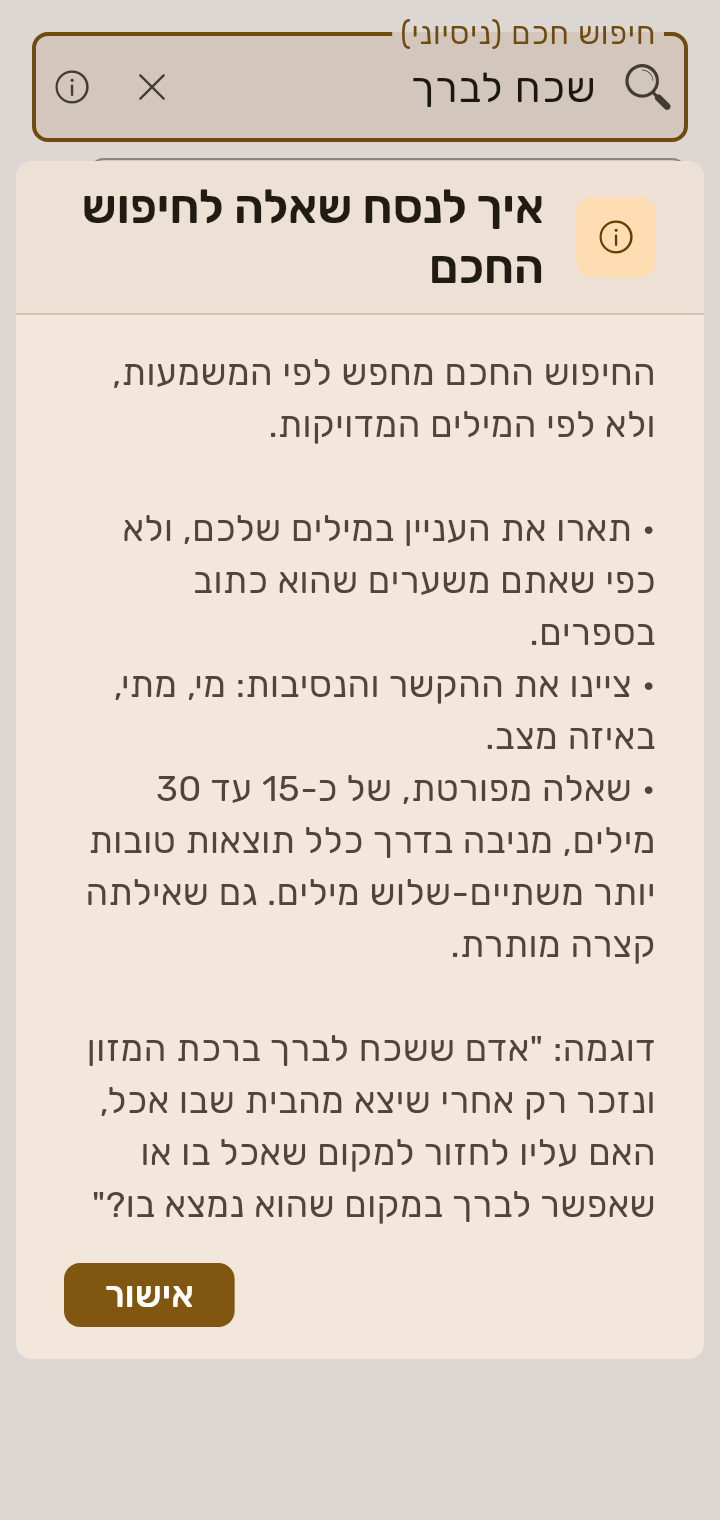 חיפוש חכם (ניסיוני)
שכח לברך
איך לנסח שאלה לחיפוש
החכם
החיפוש החכם מחפש לפי המשמעות,
ולא לפי המילים המדויקות.
• תארו את העניין במילים שלכם, ולא
כפי שאתם משערים שהוא כתוב
בספרים.
• ציינו את ההקשר והנסיבות: מי, מתי,
באיזה מצב.
• שאלה מפורטת, של כ-15 עד 30
מילים, מניבה בדרך כלל תוצאות טובות
יותר משתיים-שלוש מילים. גם שאילתה
קצרה מותרת.
דוגמה: "אדם ששכח לברך ברכת המזון
ונזכר רק אחרי שיצא מהבית שבו אכל,
האם עליו לחזור למקום שאכל בו או
שאפשר לברך במקום שהוא נמצא בו?"
אישור